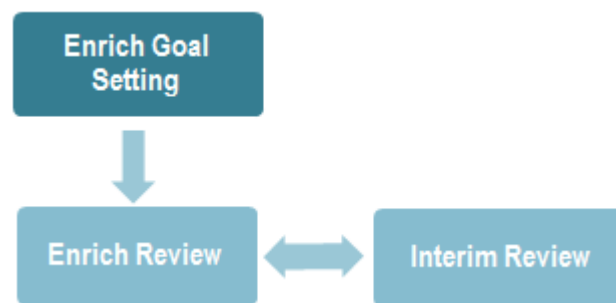 Enrich Goal
Setting
Enrich Review
Interim Review